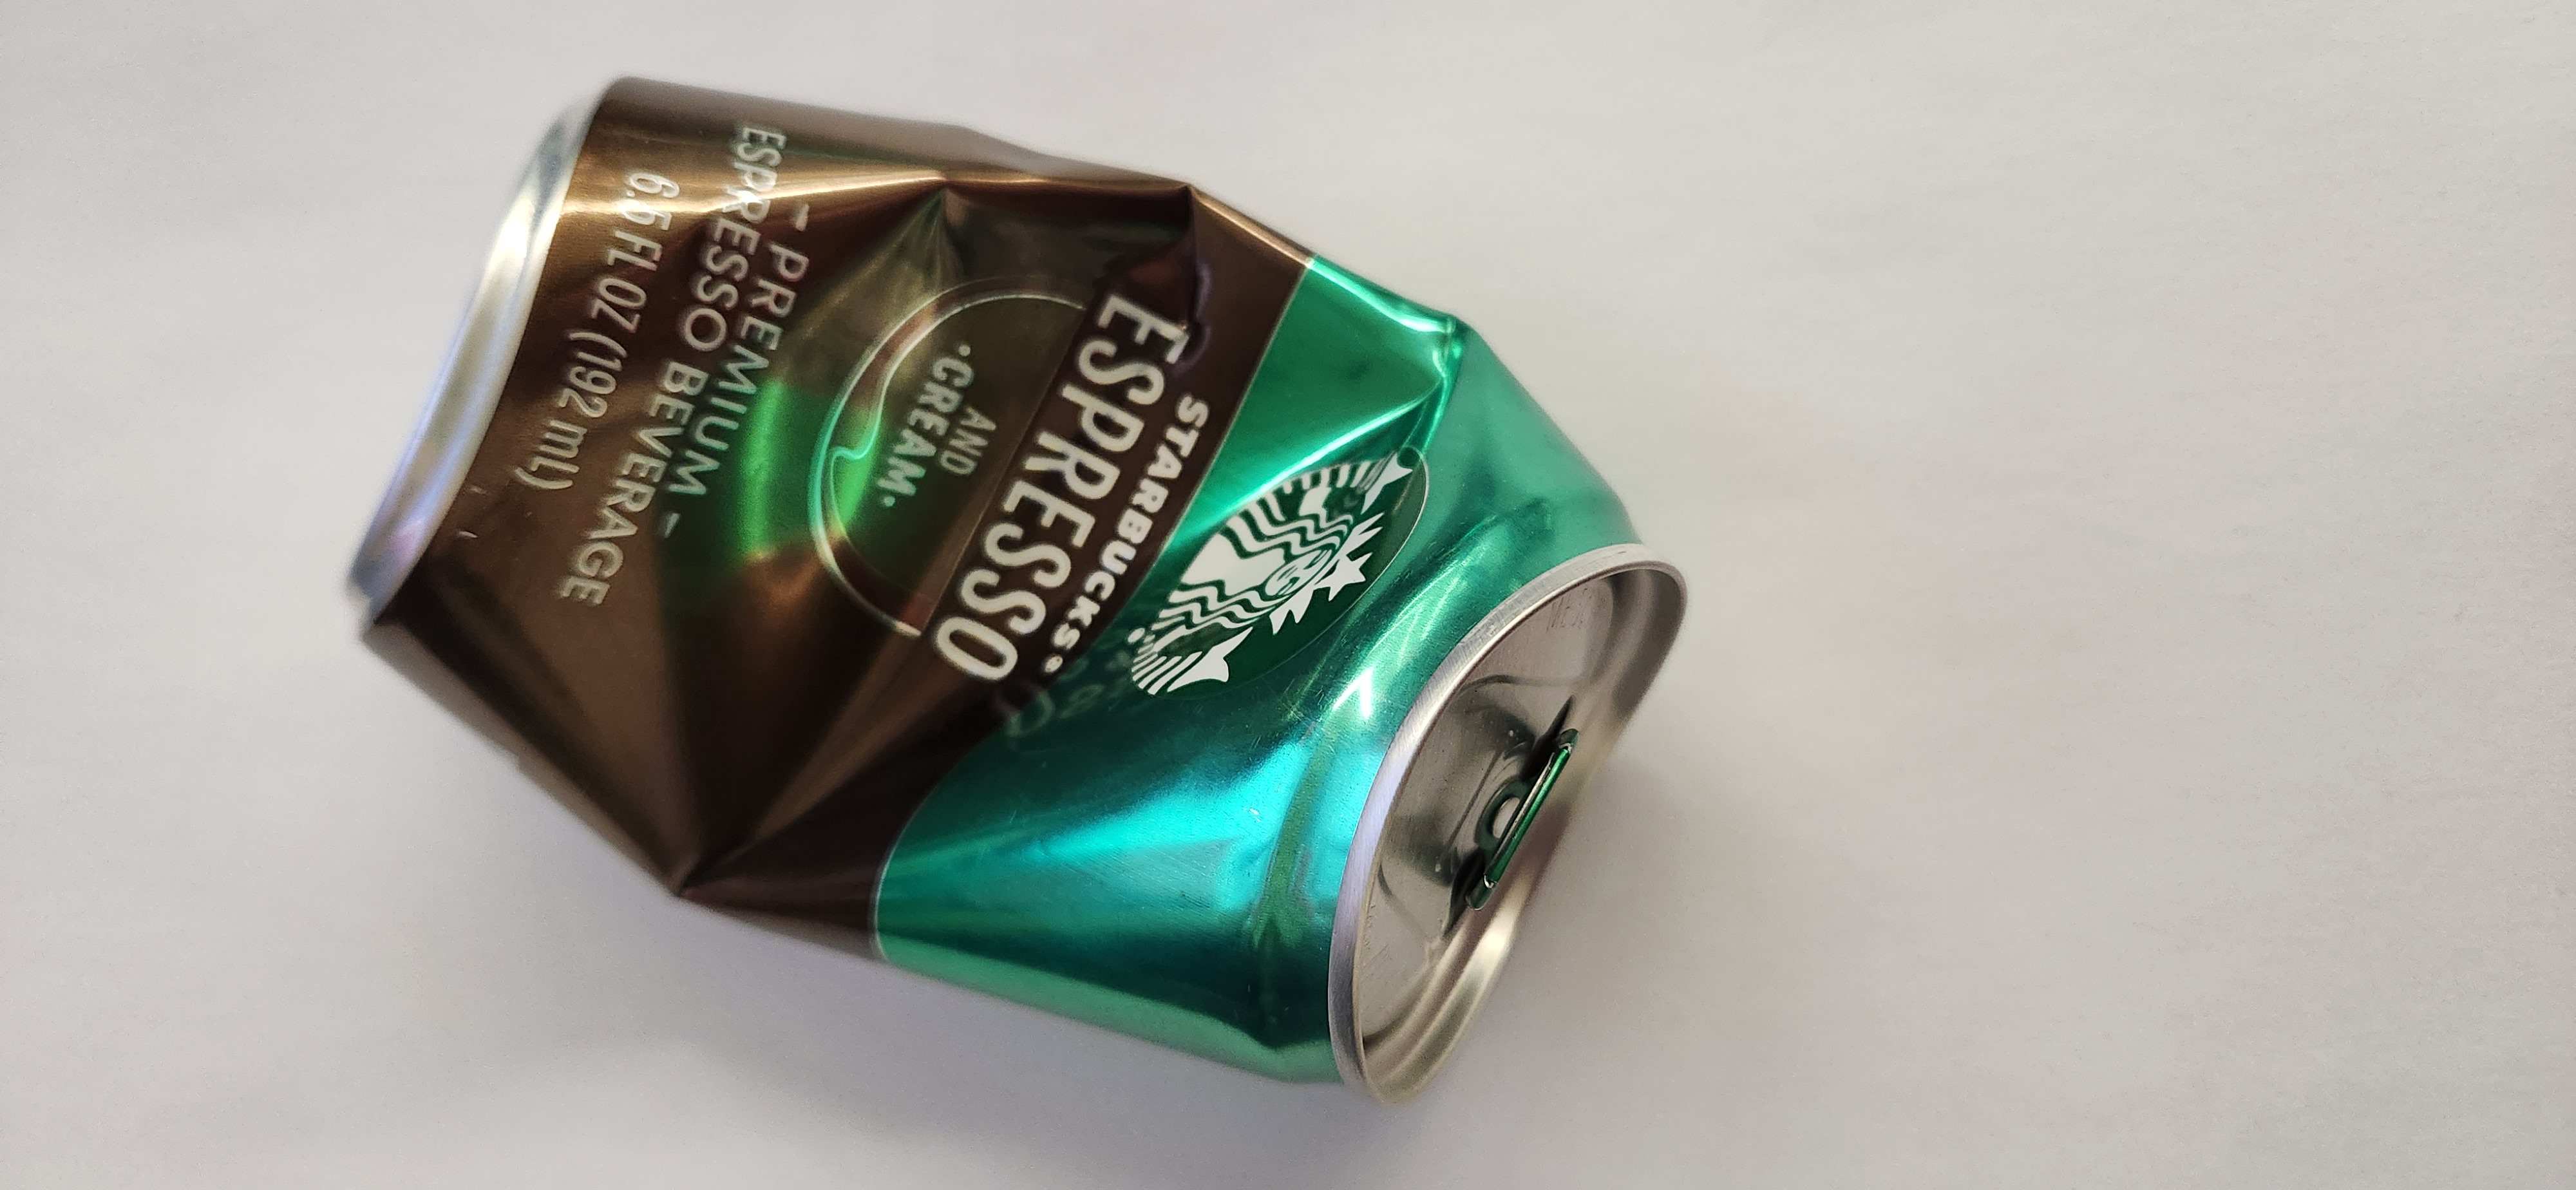 STARBUCKS®
ESPRESSO
AND
·CREAM·
– PREMIUM –
ESPRESSO BEVERAGE
6.5 FL OZ (192 mL)